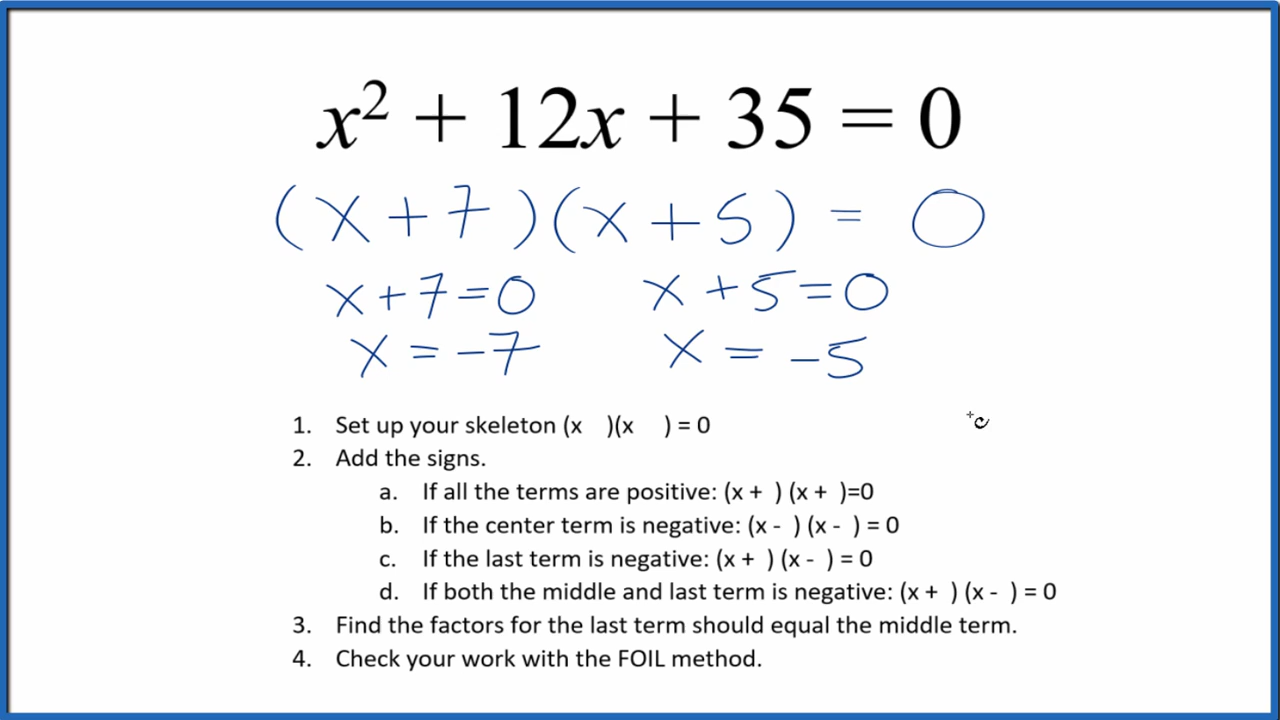 x² + 12x + 35 = 0
(x + 7)(x + 5) = 0
x + 7 = 0 x + 5 = 0
x = -7 x = -5
1. Set up your skeleton (x )(x ) = 0
2. Add the signs.
a. If all the terms are positive: (x + ) (x + )=0
b. If the center term is negative: (x - ) (x - ) = 0
c. If the last term is negative: (x + ) (x - ) = 0
d. If both the middle and last term is negative: (x + ) (x - ) = 0
3. Find the factors for the last term should equal the middle term.
4. Check your work with the FOIL method.